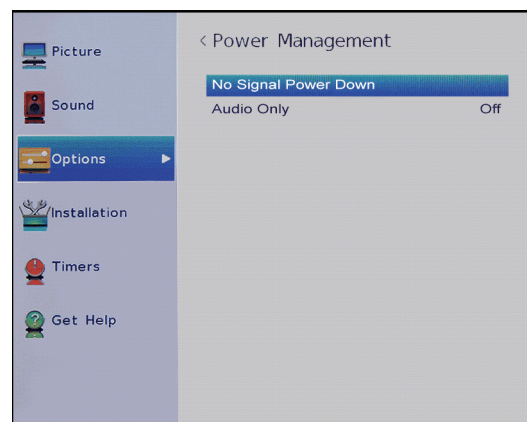 Picture
Sound
Options
Installation
Timers
Get Help
< Power Management
No Signal Power Down
Audio Only Off